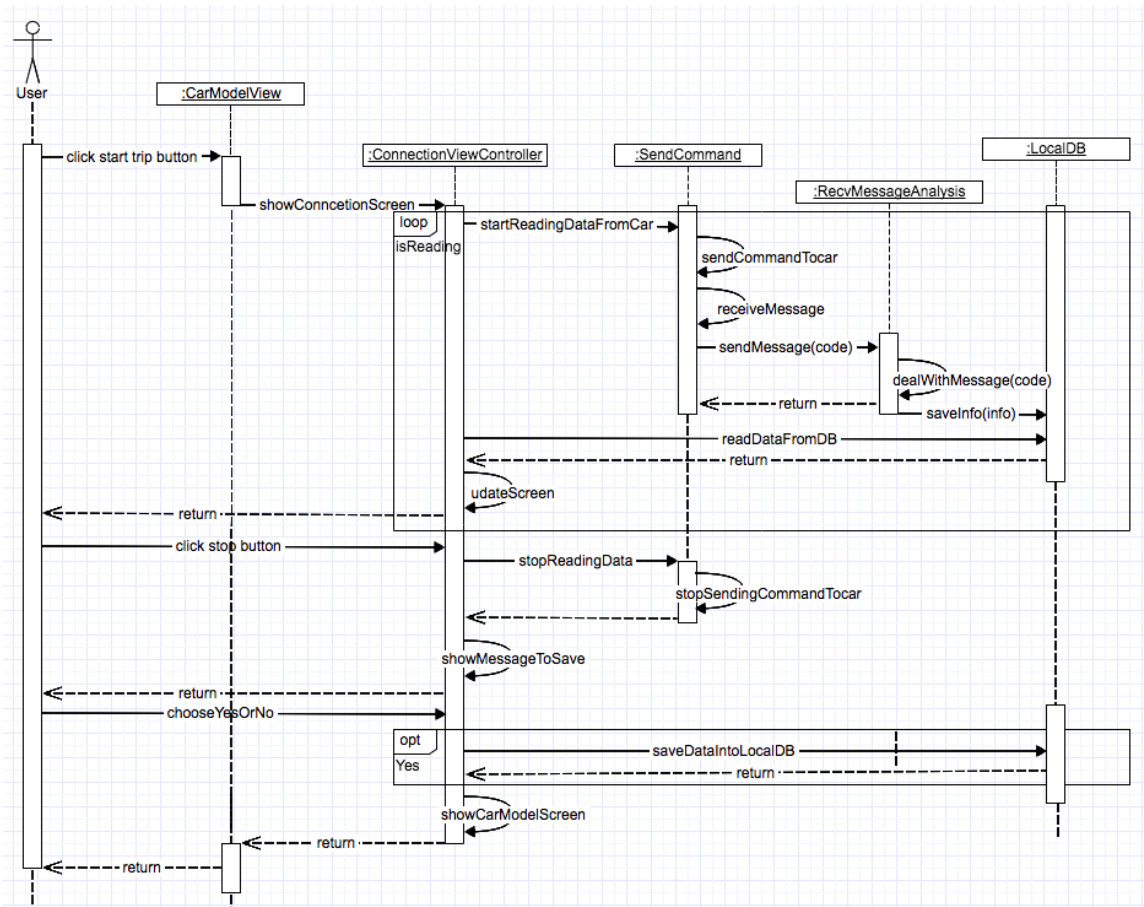 User
:CarModelView
click start trip button
:ConnectionViewController
:SendCommand
:LocalDB
:RecvMessageAnalysis
showConncetionScreen
loop
isReading
startReadingDataFromCar
sendCommandTocar
receiveMessage
sendMessage(code)
dealWithMessage(code)
return
saveInfo(info)
readDataFromDB
return
udateScreen
return
click stop button
stopReadingData
stopSendingCommandTocar
showMessageToSave
return
chooseYesOrNo
opt
Yes
saveDataIntoLocalDB
return
showCarModelScreen
return
return